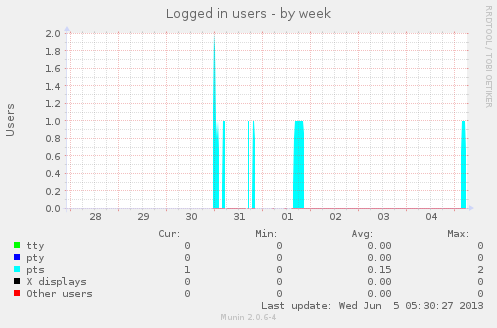 Logged in users - by week
RRDTOOL / TOBI OETIKER
Users
2.0
1.8
1.6
1.4
1.2
1.0
0.8
0.6
0.4
0.2
0.0
28 29 30 31 01 02 03 04
Cur: Min: Avg: Max:
tty 0 0 0.00 0
pty 0 0 0.00 0
pts 1 0 0.15 2
X displays 0 0 0.00 0
Other users 0 0 0.00 0
Last update: Wed Jun 5 05:30:27 2013
Munin 2.0.6-4